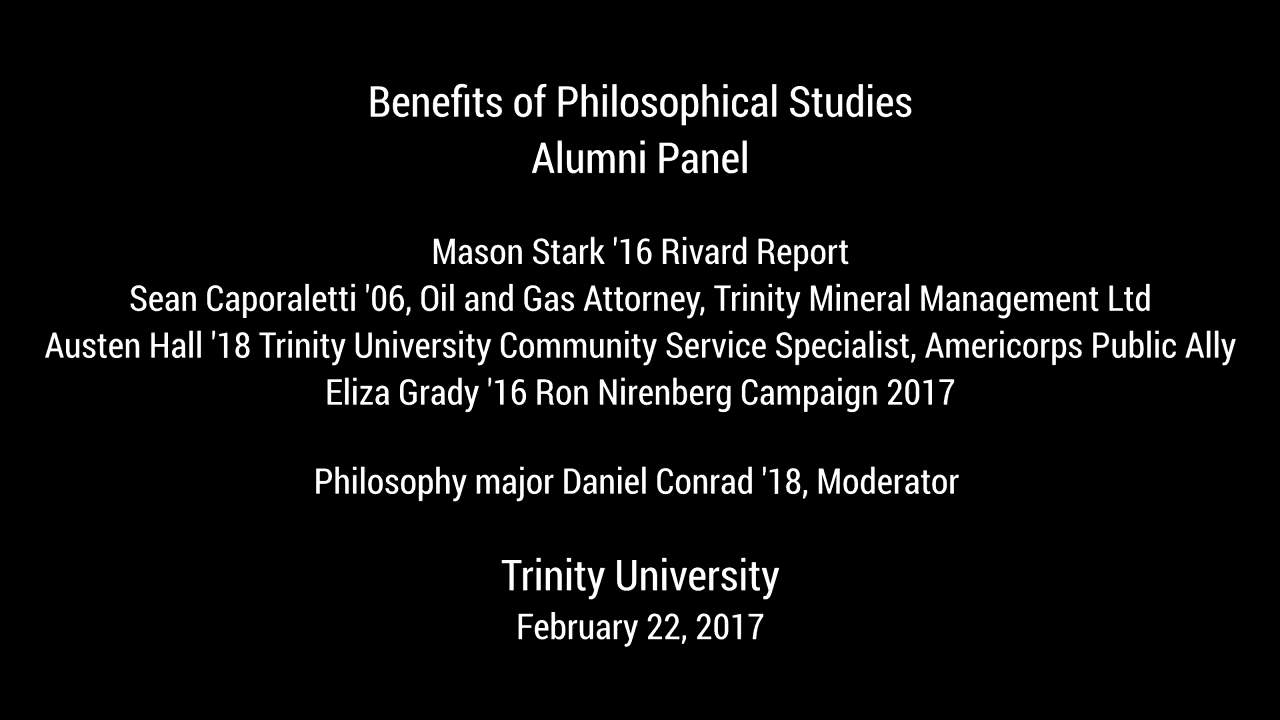 Benefits of Philosophical Studies
Alumni Panel
Mason Stark '16 Rivard Report
Sean Caporaletti '06, Oil and Gas Attorney, Trinity Mineral Management Ltd
Austen Hall '18 Trinity University Community Service Specialist, Americorps Public Ally
Eliza Grady '16 Ron Nirenberg Campaign 2017
Philosophy major Daniel Conrad '18, Moderator
Trinity University
February 22, 2017